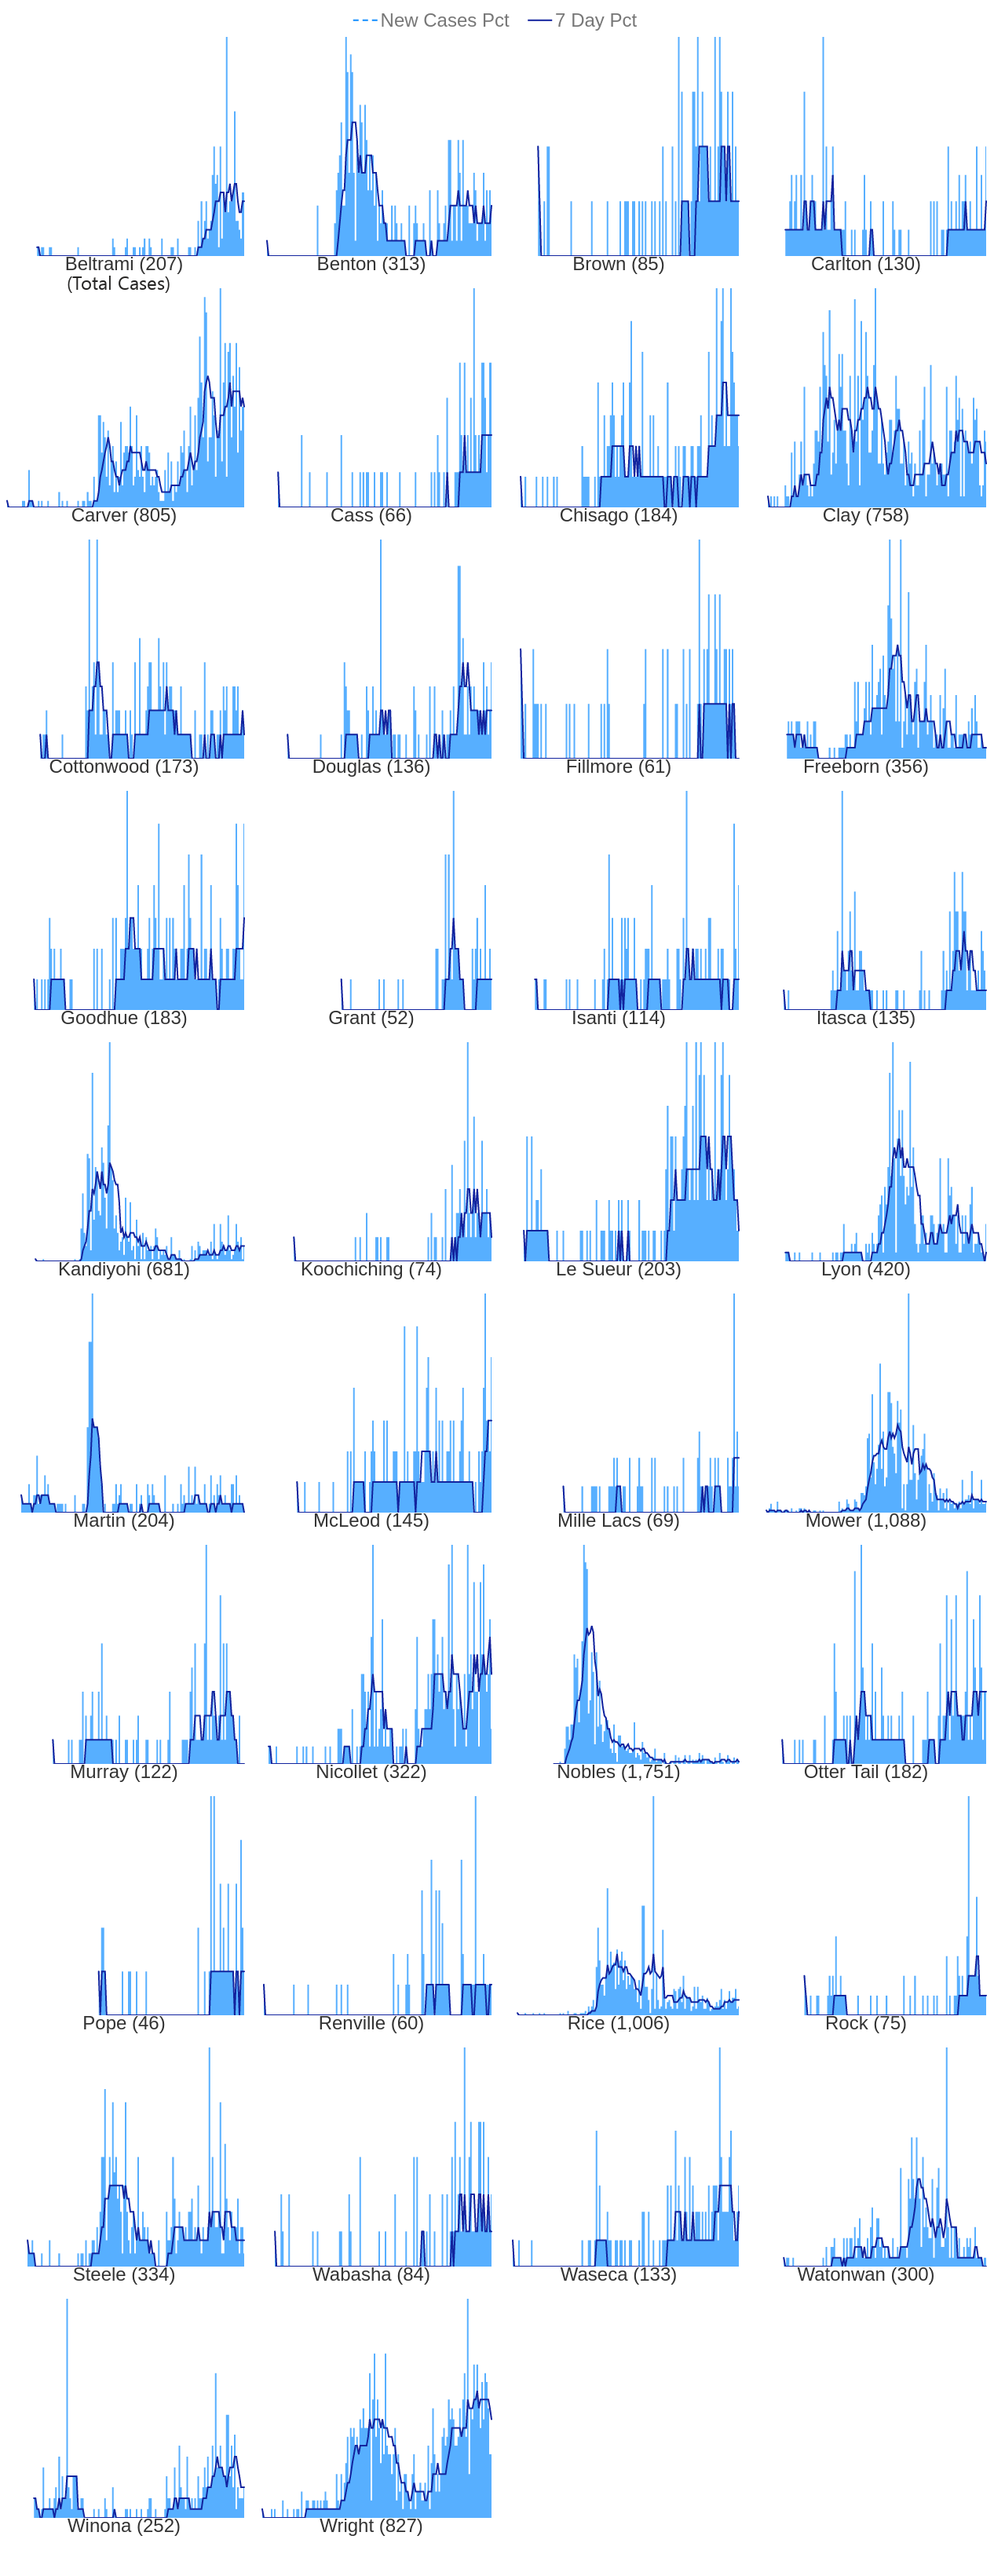 New Cases Pct 7 Day Pct
Beltrami (207) Benton (313) Brown (85) Carlton (130)
(Total Cases)
Carver (805) Cass (66) Chisago (184) Clay (758)
Cottonwood (173) Douglas (136) Fillmore (61) Freeborn (356)
Goodhue (183) Grant (52) Isanti (114) Itasca (135)
Kandiyohi (681) Koochiching (74) Le Sueur (203) Lyon (420)
Martin (204) McLeod (145) Mille Lacs (69) Mower (1,088)
Murray (122) Nicollet (322) Nobles (1,751) Otter Tail (182)
Pope (46) Renville (60) Rice (1,006) Rock (75)
Steele (334) Wabasha (84) Waseca (133) Watonwan (300)
Winona (252) Wright (827)